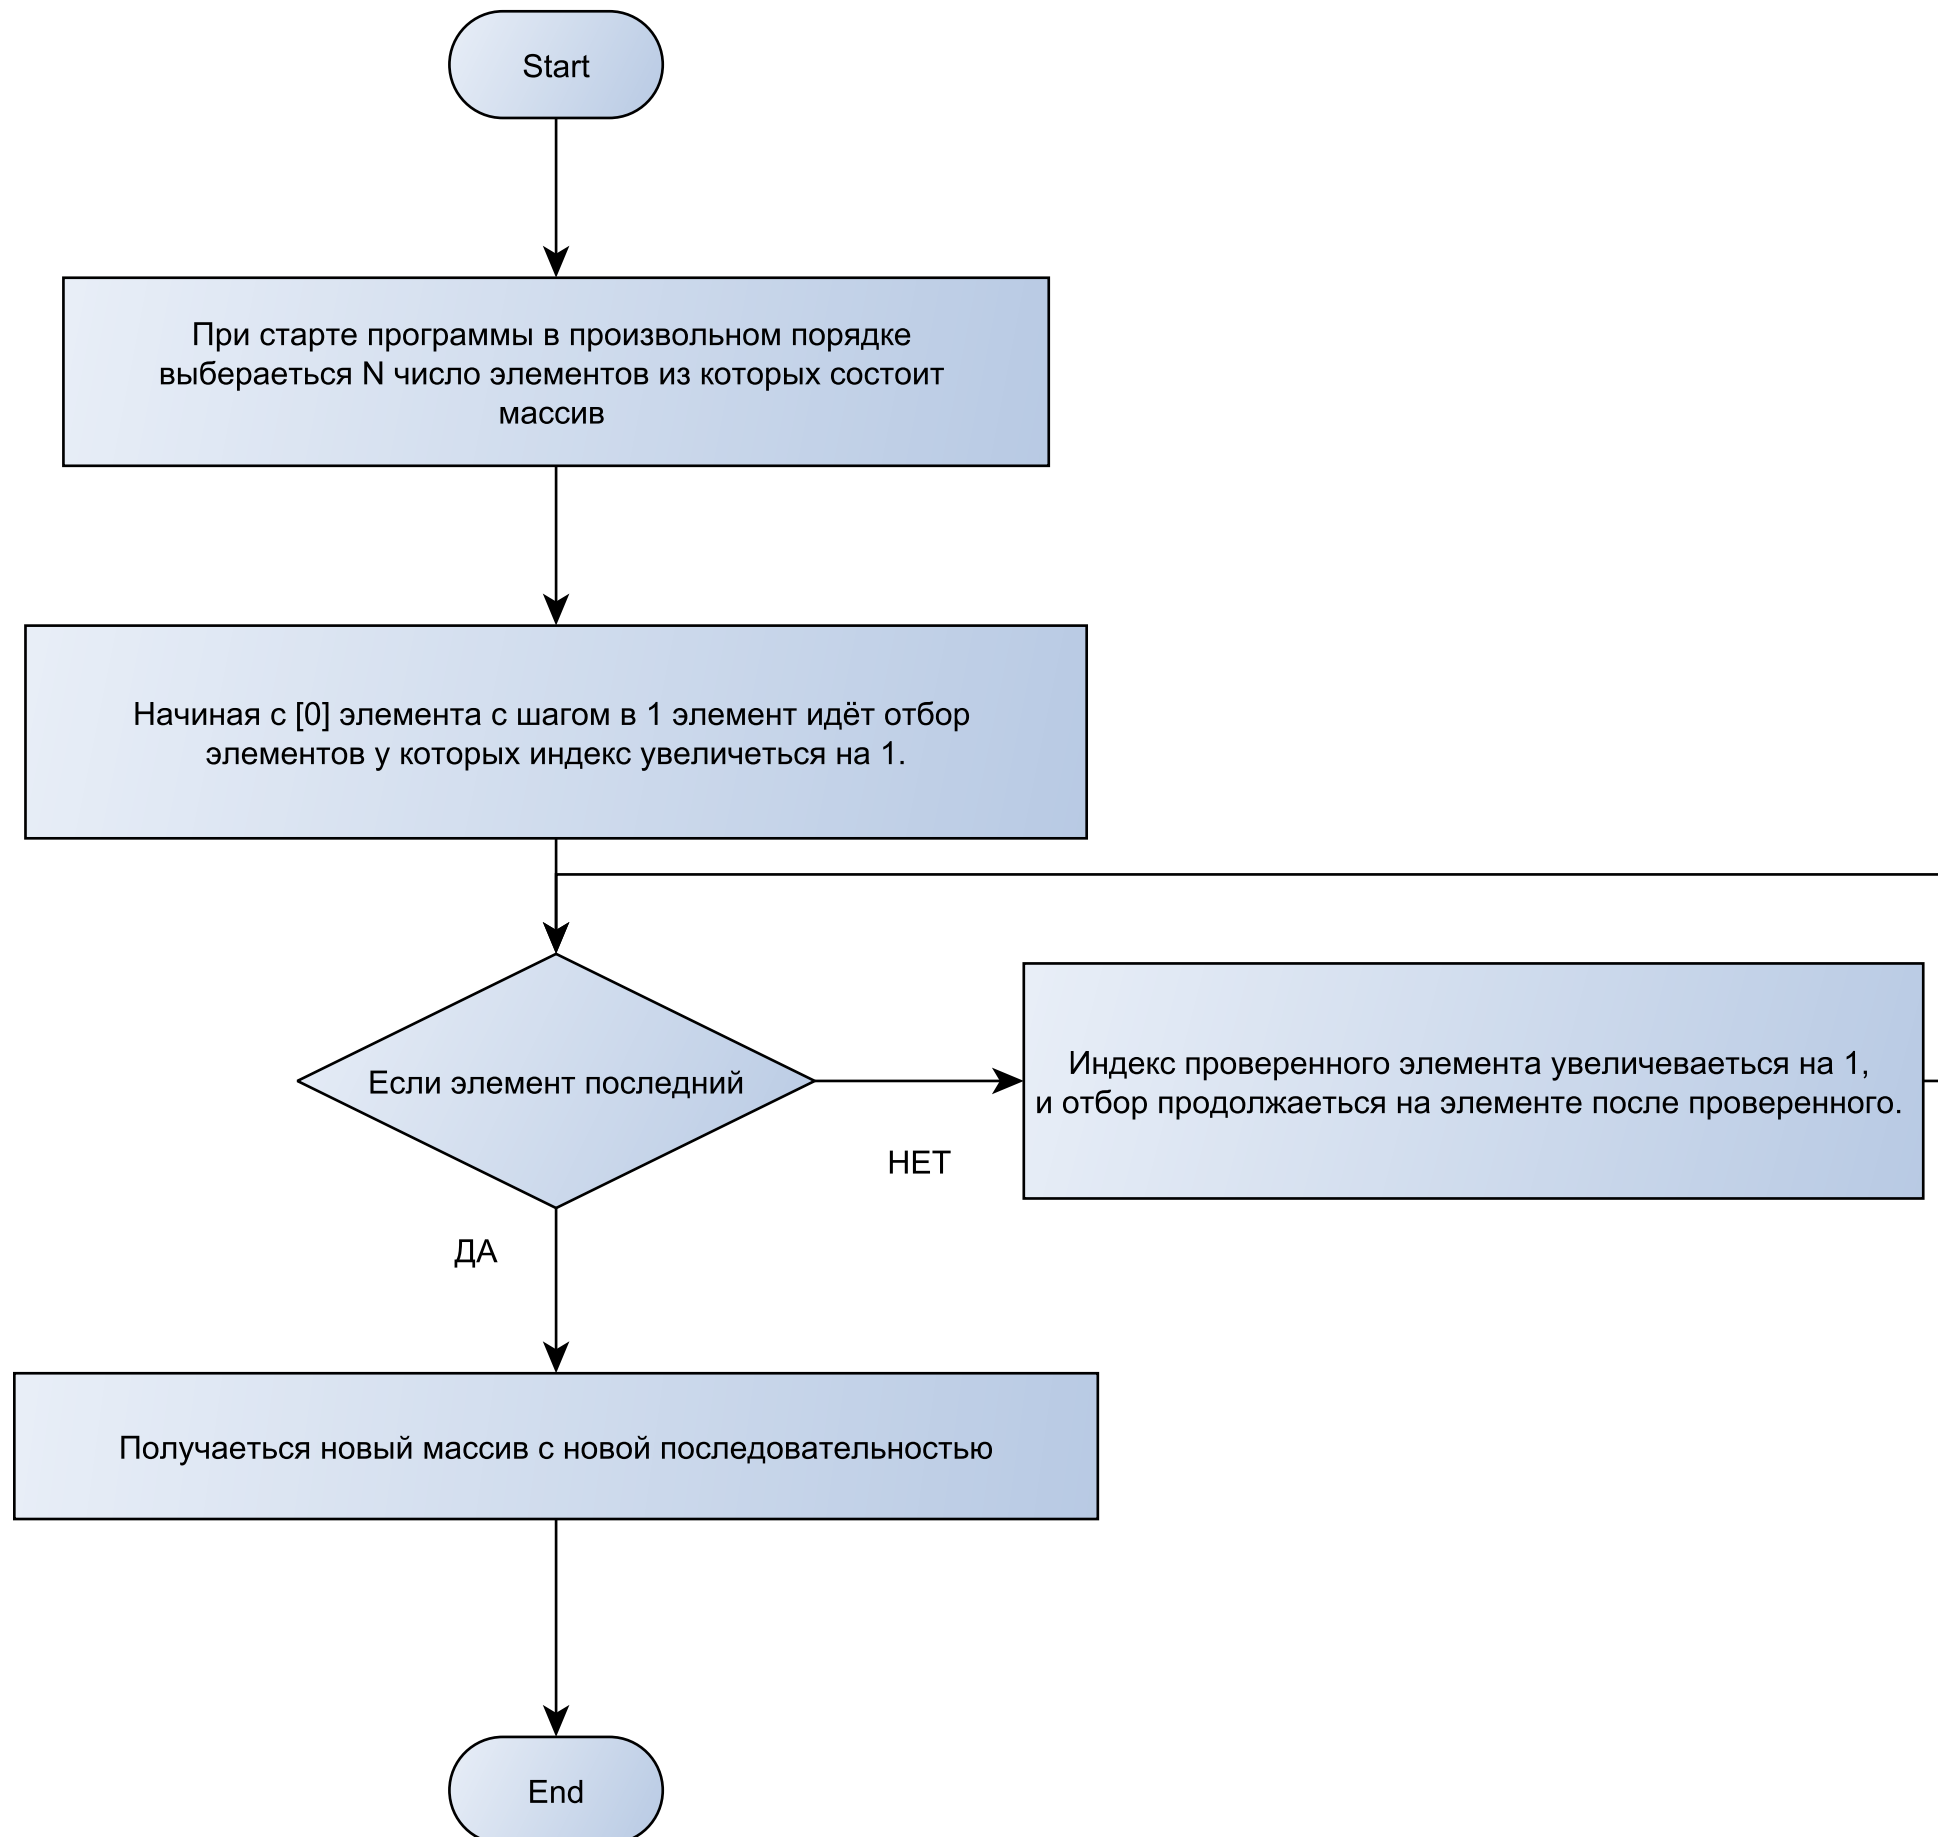 Start
При старте программы в произвольном порядке
выбераеться N число элементов из которых состоит
массив
Начиная с [0] элемента с шагом в 1 элемент идёт отбор
элементов у которых индекс увеличеться на 1.
Если элемент последний
Индекс проверенного элемента увеличеваеться на 1,
и отбор продолжаеться на элементе после проверенного.
НЕТ
ДА
Получаеться новый массив с новой последовательностью
End